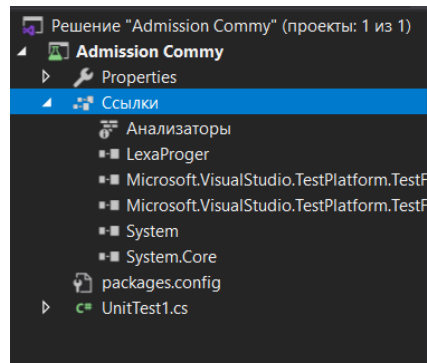 Решение "Admission Commy" (проекты: 1 из 1)
Admission Commy
Properties
Ссылки
Анализаторы
LexaProger
Microsoft.VisualStudio.TestPlatform.TestF
Microsoft.VisualStudio.TestPlatform.TestF
System
System.Core
packages.config
C# UnitTest1.cs